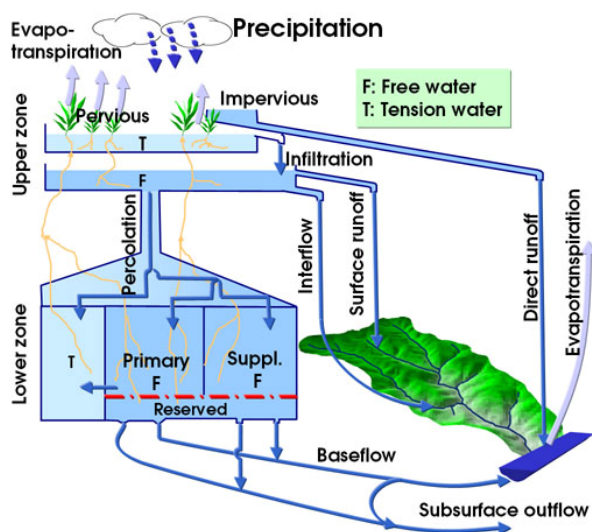 Evapo-
transpiration
Precipitation
F: Free water
T: Tension water
Pervious
Impervious
Upper zone
T
Infiltration
F
Percolation
Interflow
Surface runoff
Direct runoff
Evapotranspiration
Lower zone
T
Primary
F
Suppl.
F
Reserved
Baseflow
Subsurface outflow